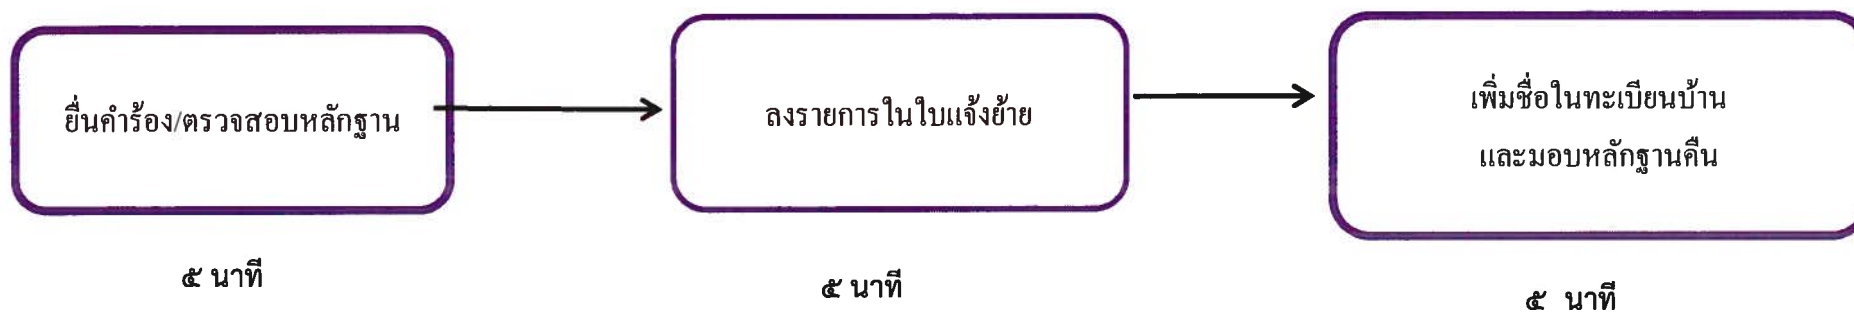 ยื่นคำร้อง/ตรวจสอบหลักฐาน
๕ นาที
ลงรายการในใบแจ้งย้าย
๕ นาที
เพิ่มชื่อในทะเบียนบ้าน
และมอบหลักฐานคืน
๕ นาที